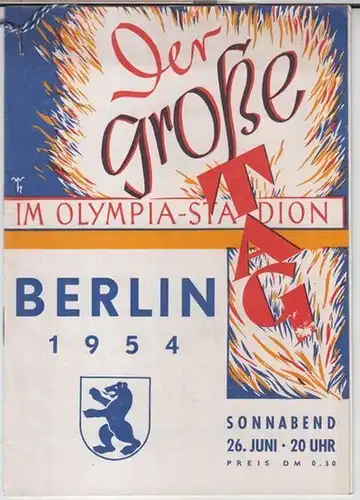 Der
große
TAG
IM OLYMPIA-STADION
BERLIN
1954
SONNABEND
26. JUNI · 20 UHR
PREIS DM 0.30